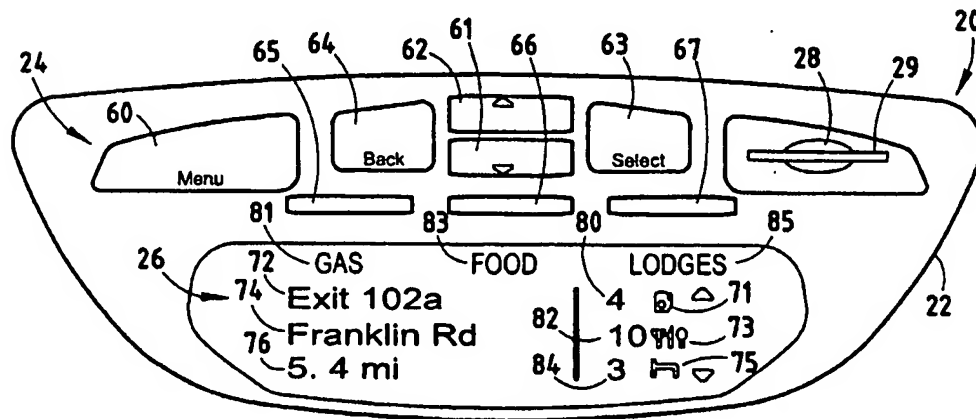 65 64 62 61 66 63 67 28 29 20
24 60
Menu Back Select
81 83 80 85
26 72 GAS FOOD LODGES 22
74 Exit 102a 4 71
76 Franklin Rd 82 10 73
5. 4 mi 84 3 75